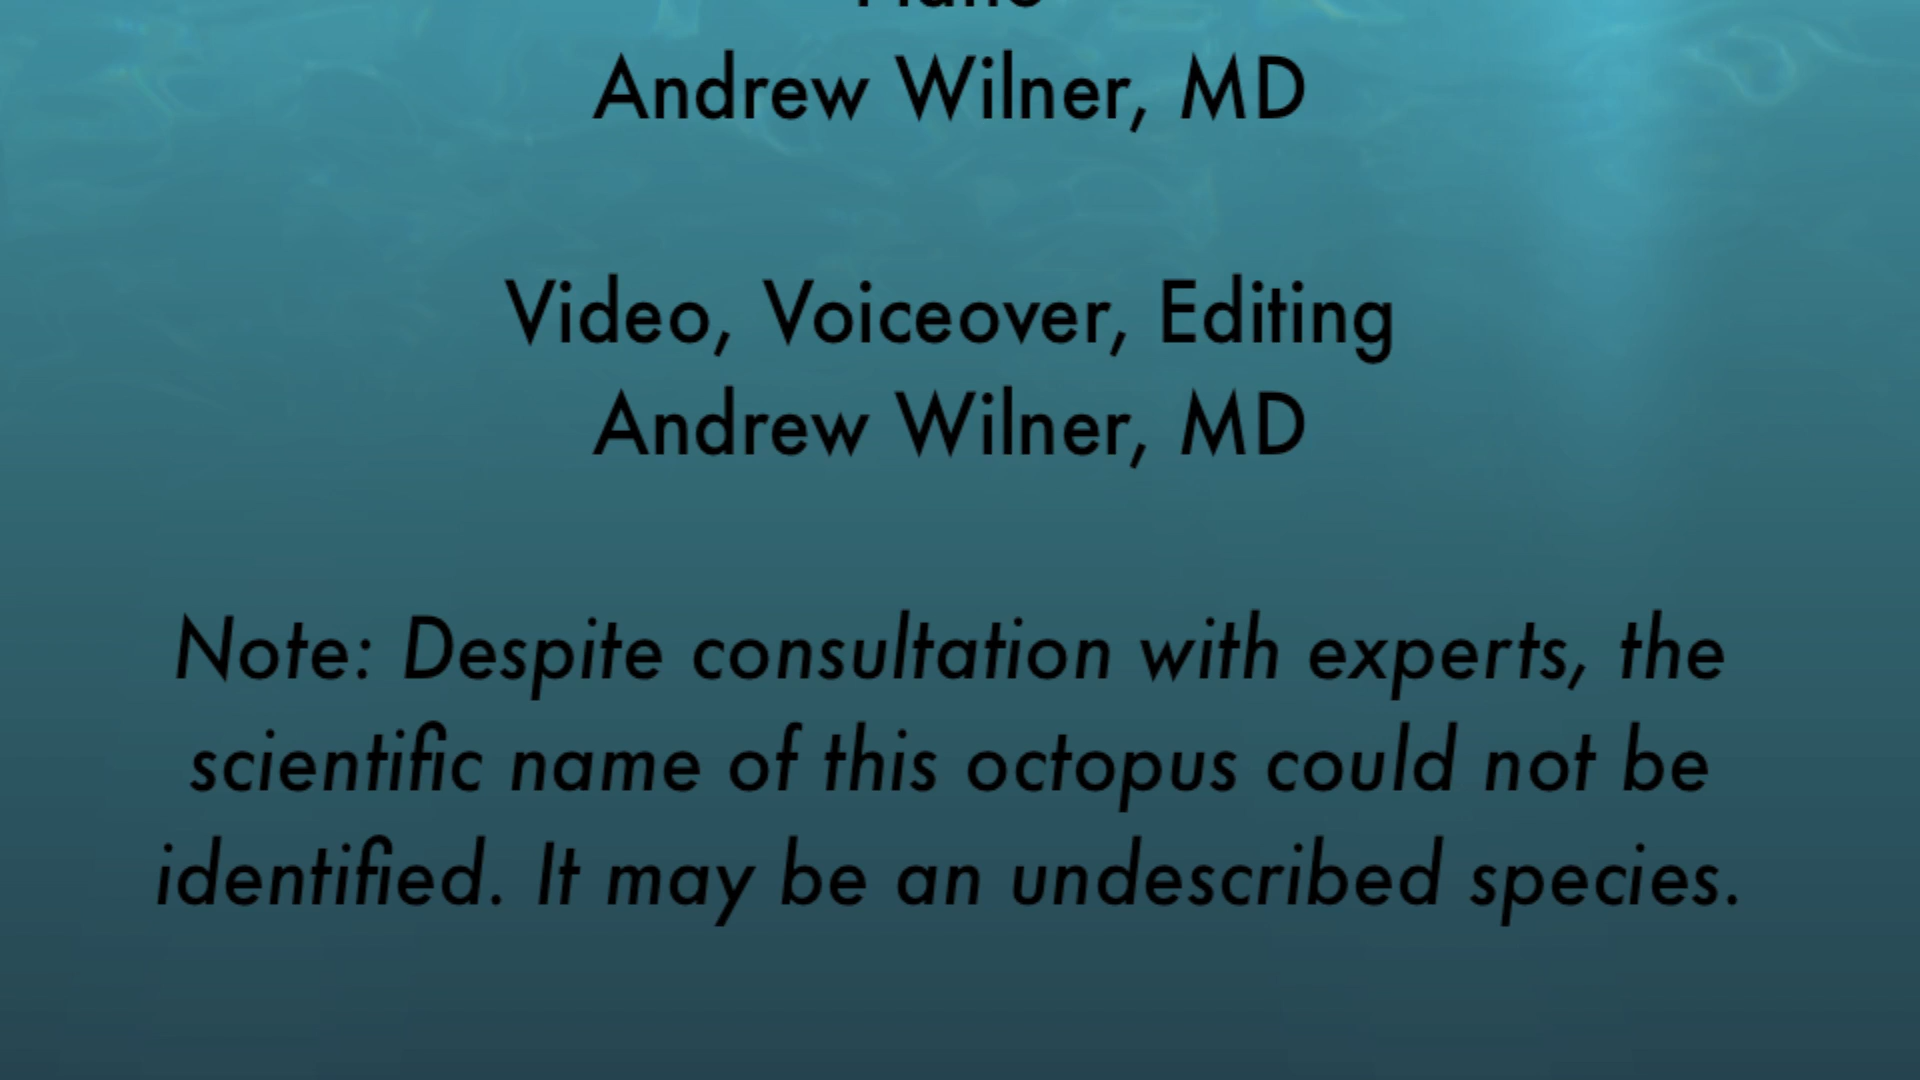 Piano
Andrew Wilner, MD
Video, Voiceover, Editing
Andrew Wilner, MD
Note: Despite consultation with experts, the
scientific name of this octopus could not be
identified. It may be an undescribed species.